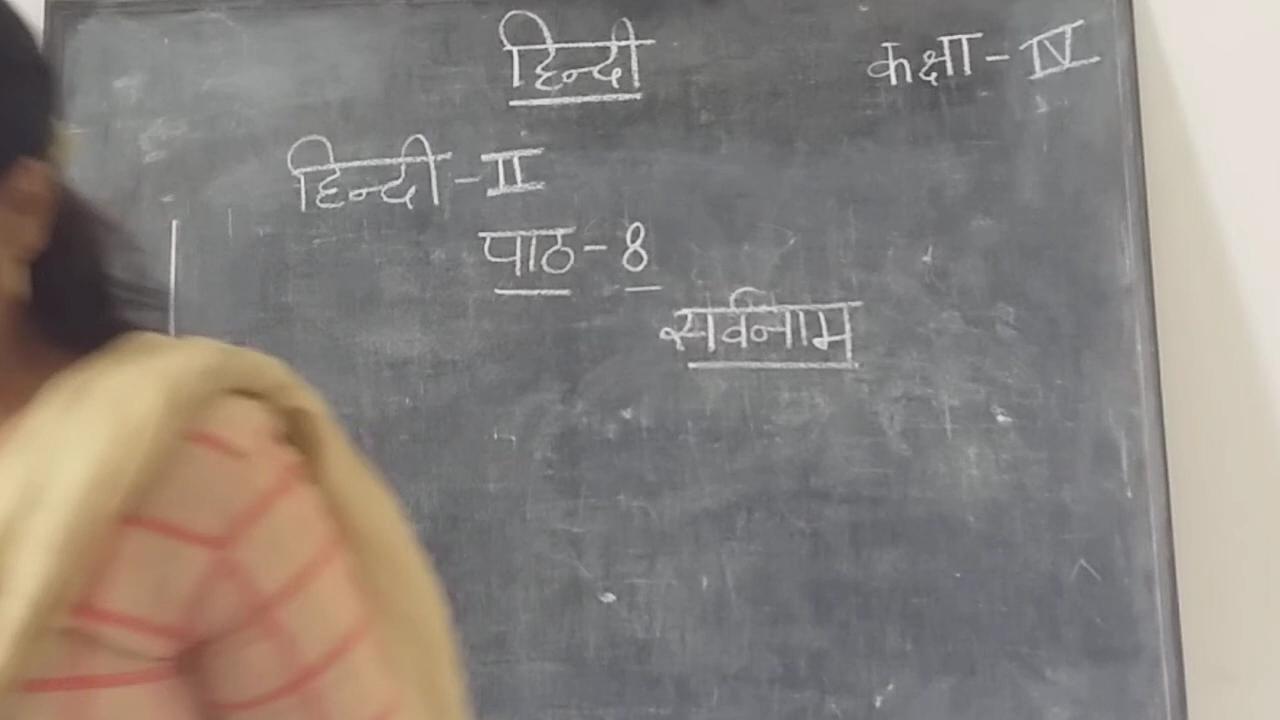 हिन्दी
कक्षा - IV
हिन्दी - II
पाठ - 8
सर्वनाम